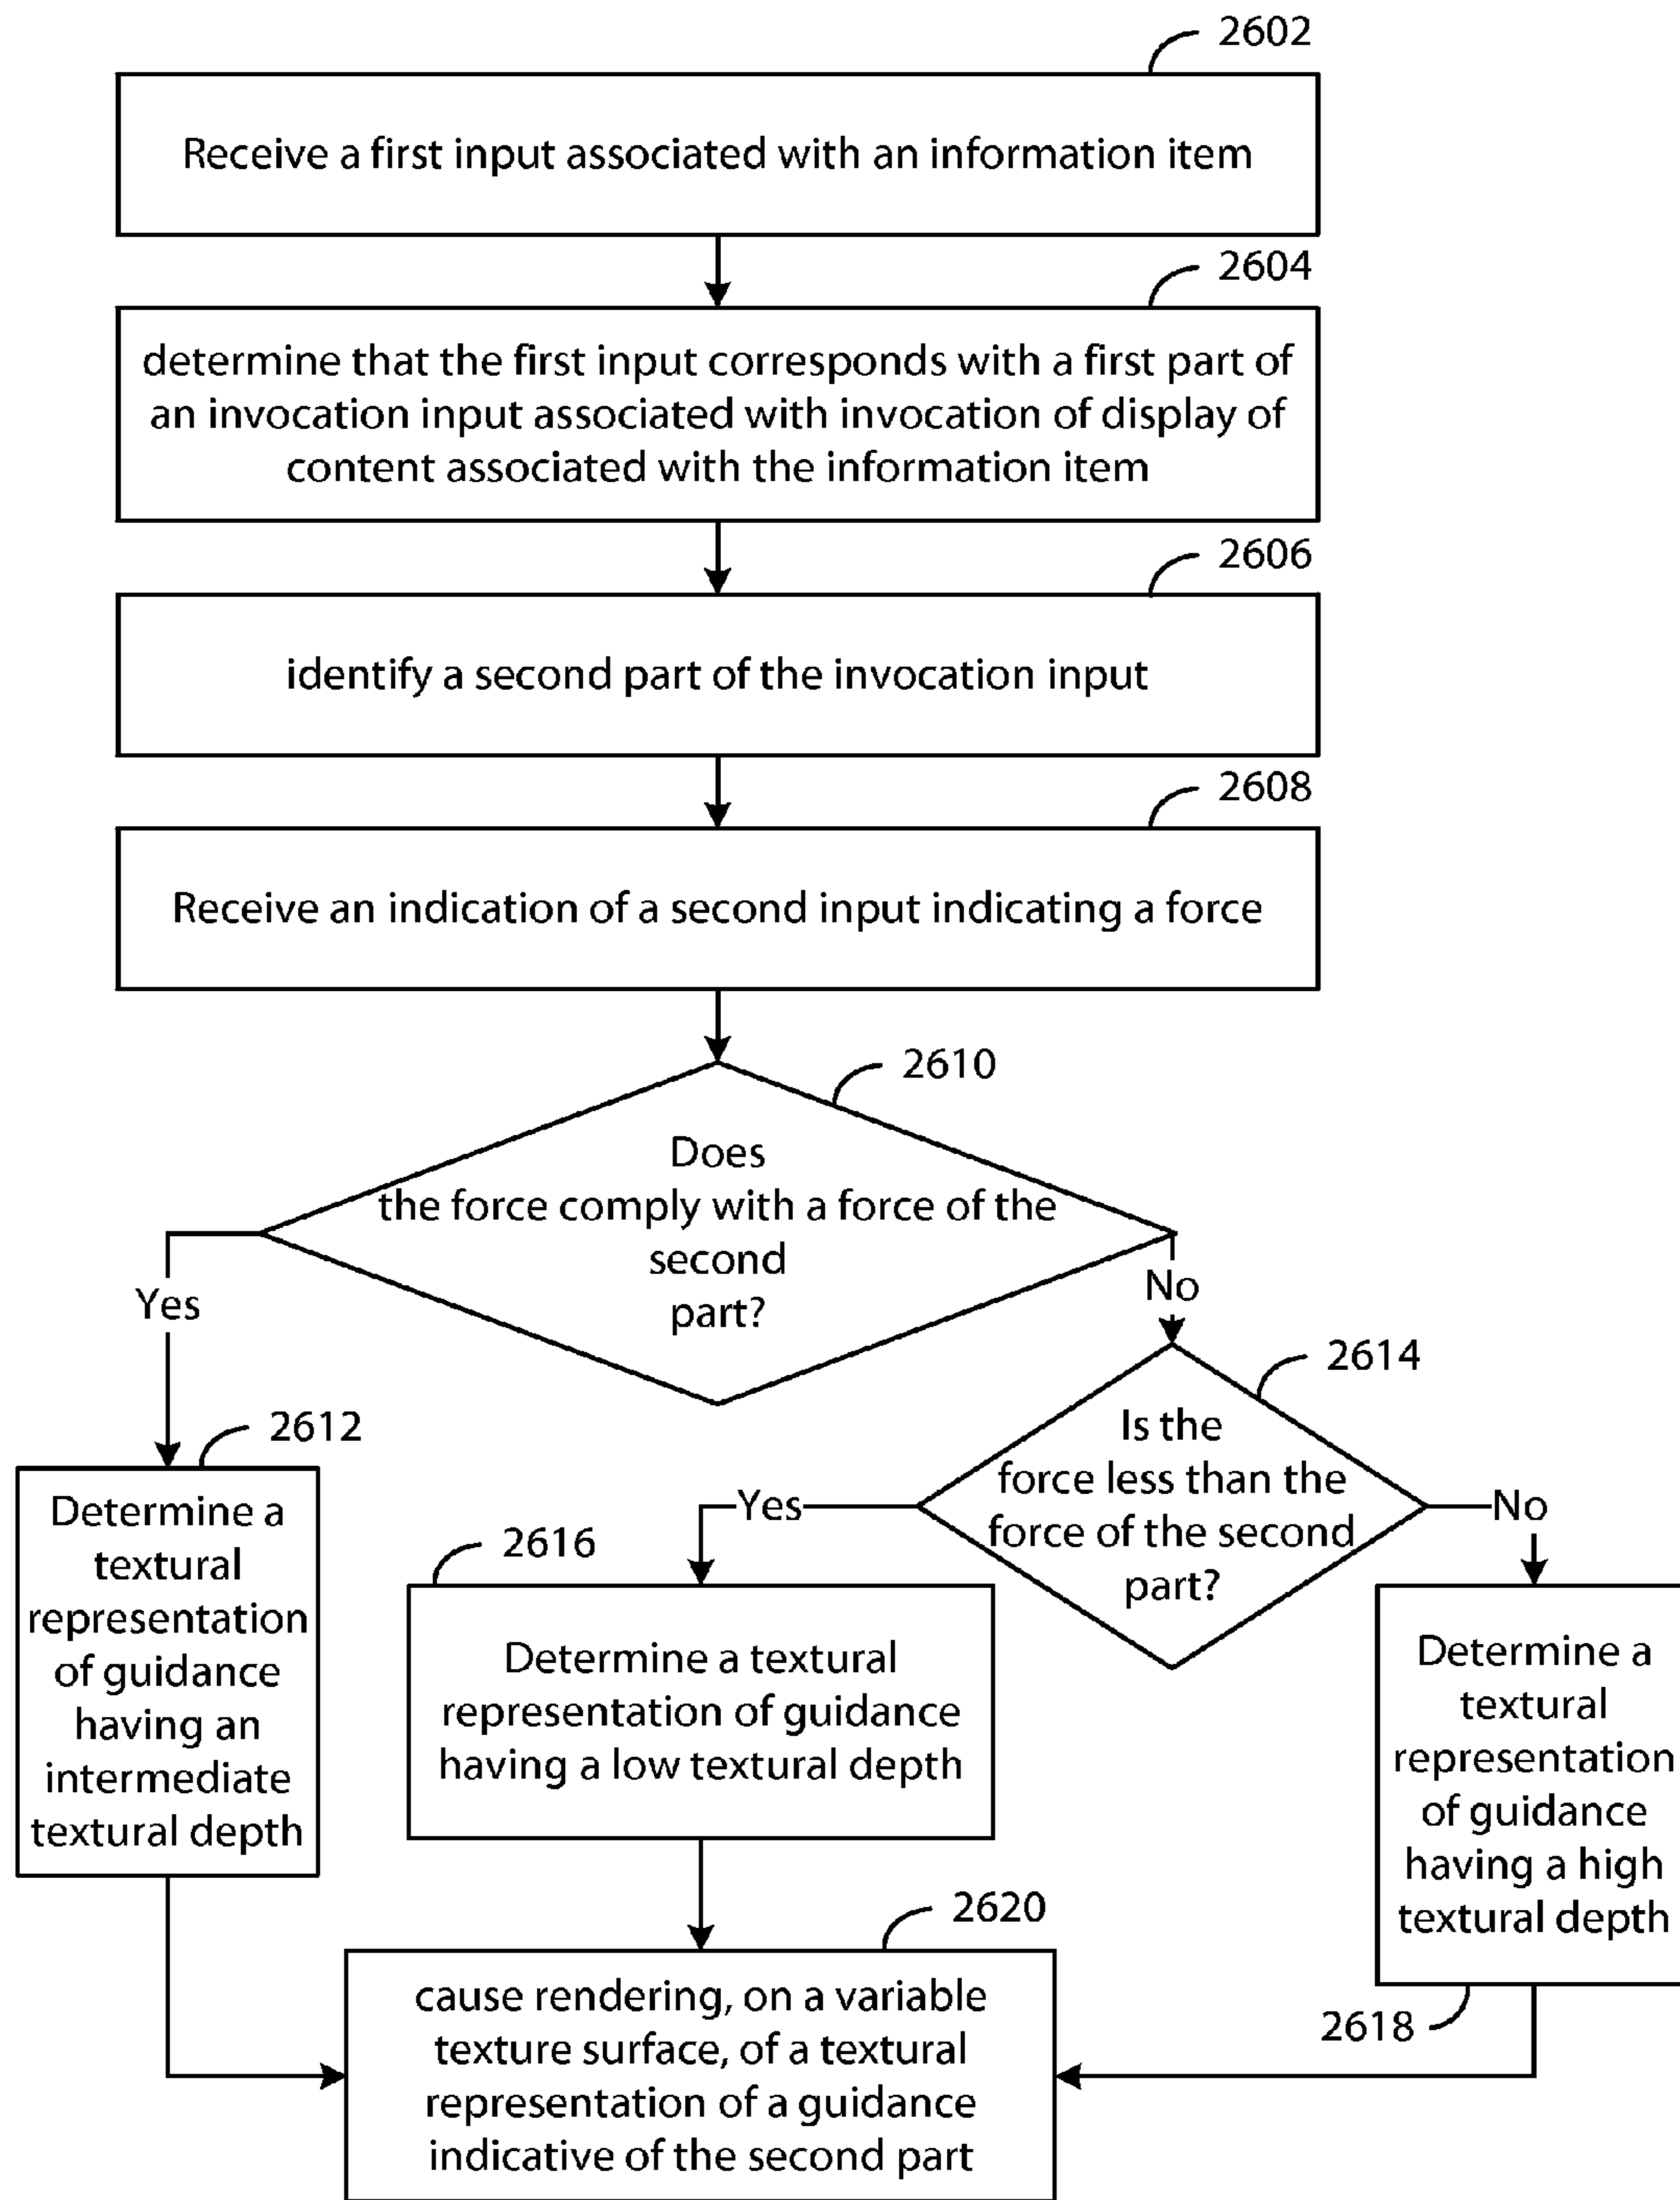 2602
Receive a first input associated with an information item
2604
determine that the first input corresponds with a first part of
an invocation input associated with invocation of display of
content associated with the information item
2606
identify a second part of the invocation input
2608
Receive an indication of a second input indicating a force
2610
Does
the force comply with a force of the
second
part?
Yes
No
2612
Determine a
textural
representation
of guidance
having an
intermediate
textural depth
2614
Is the
force less than the
force of the second
part?
Yes
No
2616
Determine a textural
representation of guidance
having a low textural depth
Determine a
textural
representation
of guidance
having a high
textural depth
2618
2620
cause rendering, on a variable
texture surface, of a textural
representation of a guidance
indicative of the second part